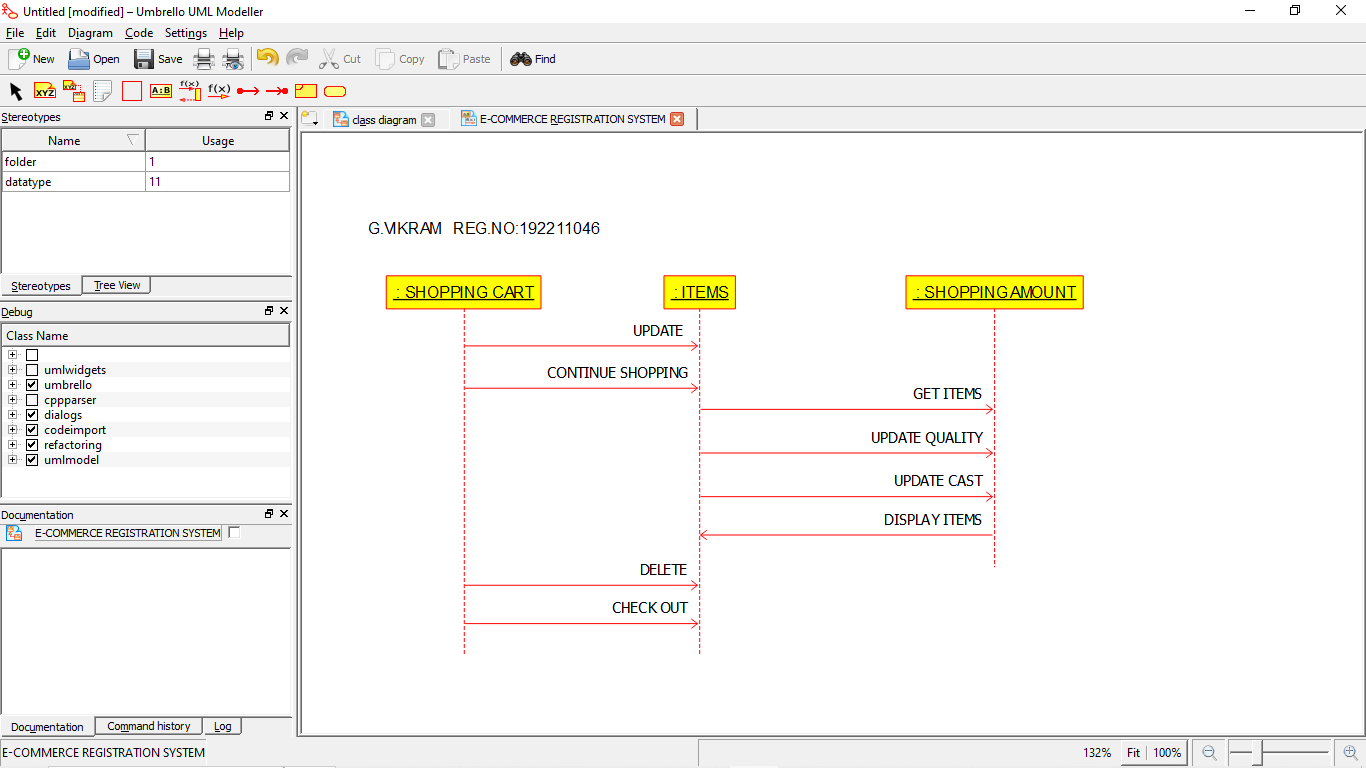 Untitled [modified] – Umbrello UML Modeller
File Edit Diagram Code Settings Help
New Open Save Cut Copy Paste Find
XYZ XYZ A:B f(x) f(x)
Stereotypes
class diagram E-COMMERCE REGISTRATION SYSTEM
Name Usage
folder 1
datatype 11
Stereotypes Tree View
Debug
Class Name
umlwidgets
umbrello
cppparser
dialogs
codeimport
refactoring
umlmodel
Documentation
E-COMMERCE REGISTRATION SYSTEM
Documentation Command history Log
G.VIKRAM REG.NO:192211046
: SHOPPING CART : ITEMS : SHOPPING AMOUNT
UPDATE
CONTINUE SHOPPING
GET ITEMS
UPDATE QUALITY
UPDATE CAST
DISPLAY ITEMS
DELETE
CHECK OUT
E-COMMERCE REGISTRATION SYSTEM 132% Fit 100%